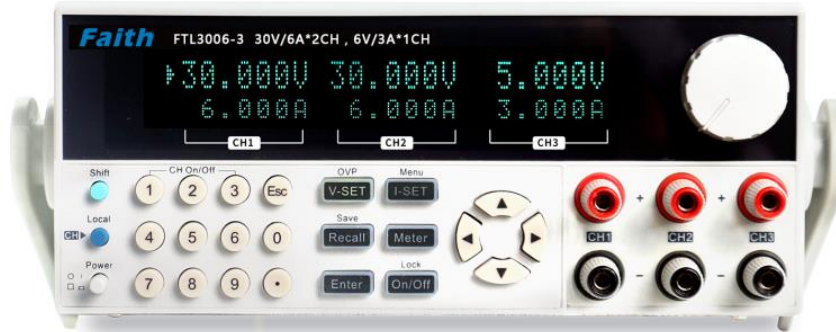 Faith FTL3006-3 30V/6A*2CH , 6V/3A*1CH
30.000V 30.000V 5.000V
6.000A 6.000A 3.000A
CH1 CH2 CH3
Shift CH On/Off OVP Menu
1 2 3 Esc V-SET I-SET
Local Save
CH 4 5 6 0 Recall Meter
CH1 + CH2 + CH3
Power Lock
7 8 9 • Enter On/Off
- -